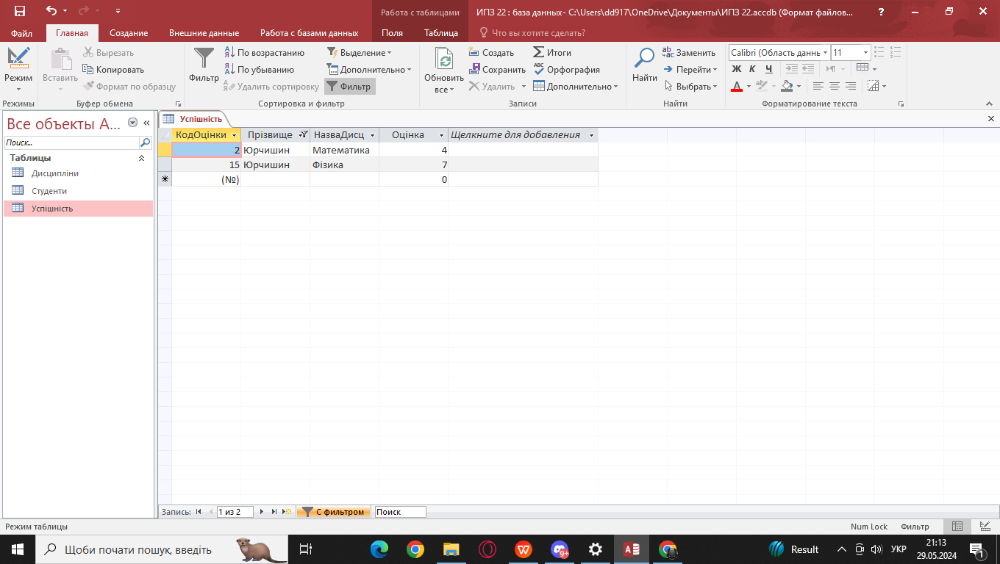 Работа с таблицами
ИПЗ 22 : база данных- C:\Users\dd917\OneDrive\Документы\ИПЗ 22.accdb (Формат файлов...
?
Файл Главная Создание Внешние данные Работа с базами данных Поля Таблица Что вы хотите сделать?
Режим
Режимы
Вставить
Вырезать
Копировать
Формат по образцу
Буфер обмена
Фильтр
По возрастанию
По убыванию
Удалить сортировку
Выделение
Дополнительно
Фильтр
Сортировка и фильтр
Обновить
все
Создать
Сохранить
Удалить
Итоги
Орфография
Дополнительно
Записи
Найти
Заменить
Перейти
Выбрать
Найти
Calibri (Область даннь 11
Ж К Ч
Форматирование текста
Все объекты A...
Поиск...
Таблицы
Дисципліни
Студенти
Успішність
Успішність
КодОцінки Прізвище НазваДисц Оцінка Щелкните для добавления
2 Юрчишин Математика 4
15 Юрчишин Фізика 7
(№) 0
Запись: 1 из 2 С фильтром Поиск
Режим таблицы Num Lock Фильтр
Щоби почати пошук, введіть
9+
Result
УКР
21:13
29.05.2024
1